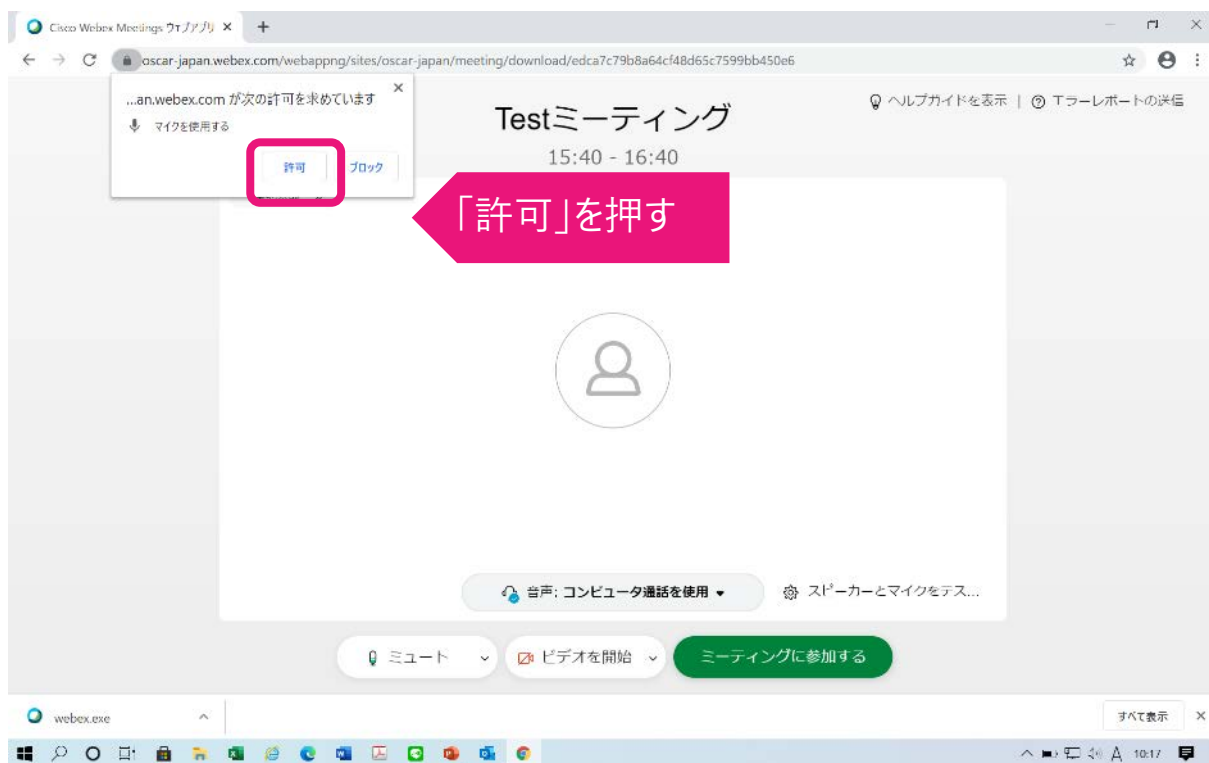 Cisco Webex Meetings ウェブアプリ
oscar-japan.webex.com/webappng/sites/oscar-japan/meeting/download/edca7c79b8a64cf48d65c7599bb450e6
...an.webex.com が次の許可を求めています
マイクを使用する
許可 ブロック
Testミーティング
15:40 - 16:40
ヘルプガイドを表示 | エラーレポートの送信
「許可」を押す
音声: コンピュータ通話を使用
スピーカーとマイクをテス...
ミュート
ビデオを開始
ミーティングに参加する
webex.exe
すべて表示
A 10:17